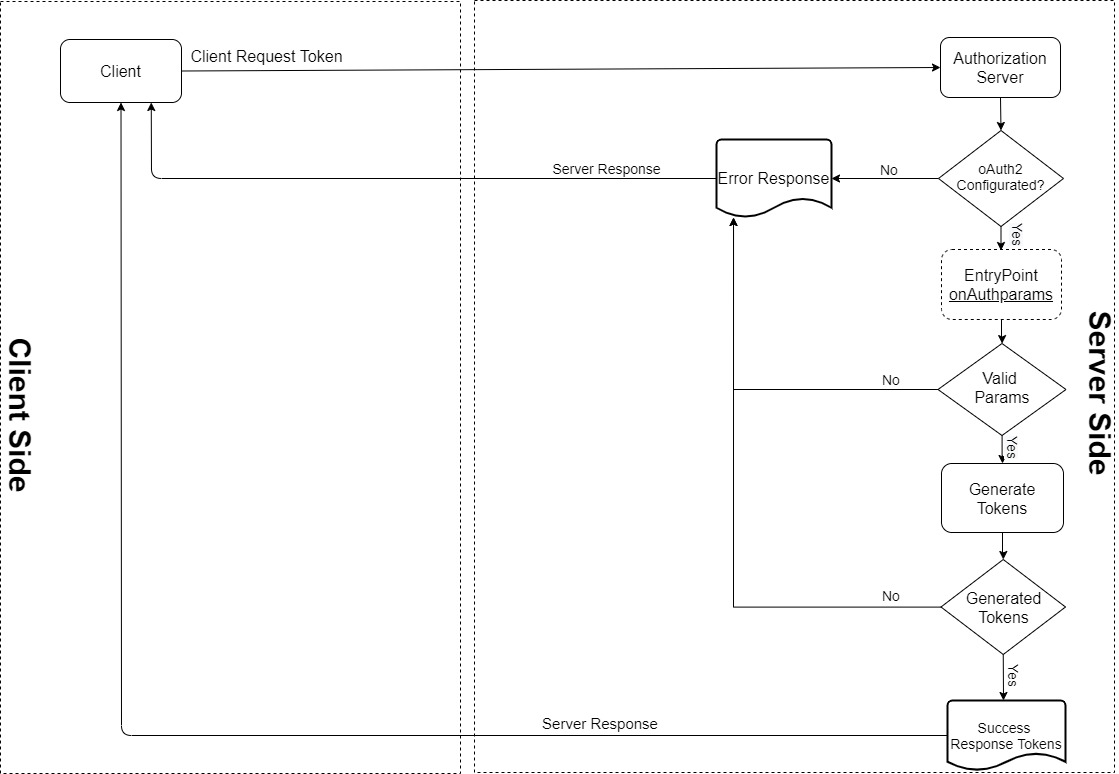 Client Request Token
Client
Authorization
Server
Server Response
Error Response
No
oAuth2
Configurated?
Yes
EntryPoint
onAuthparams
Client Side
Server Side
No
Valid
Params
Yes
Generate
Tokens
No
Generated
Tokens
Yes
Server Response
Success
Response Tokens